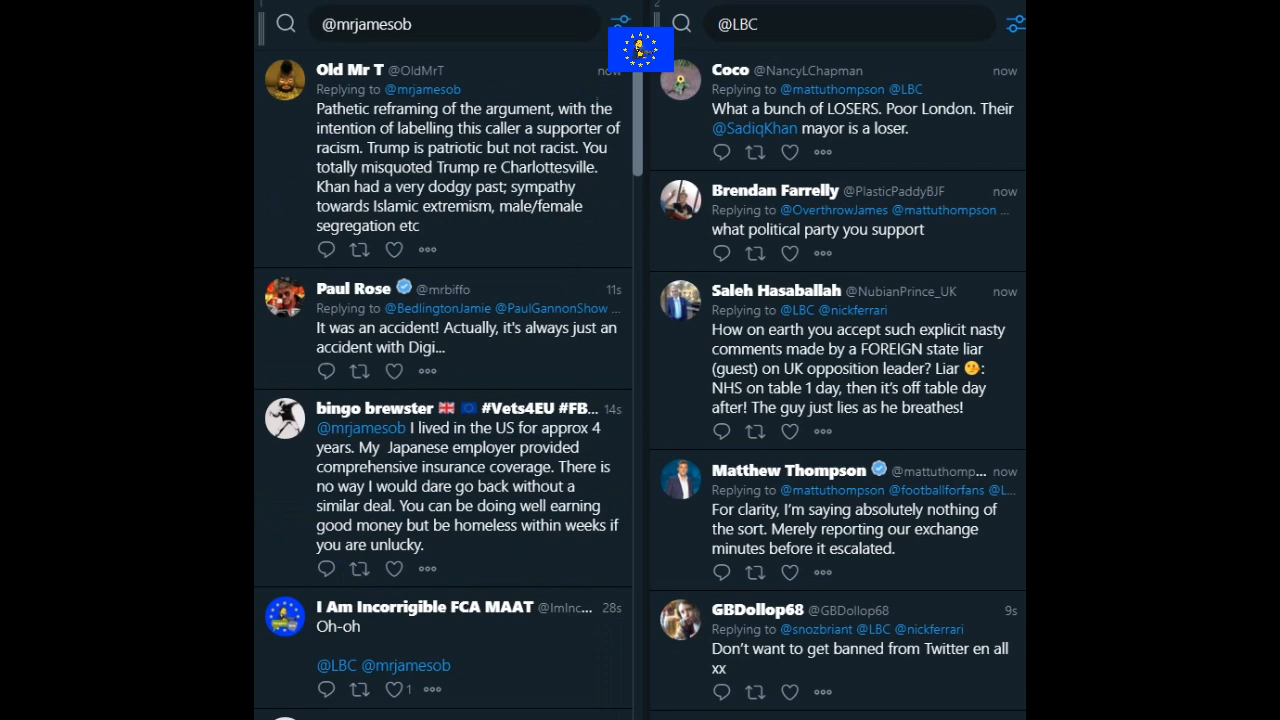 1
@mrjamesob
Old Mr T @OldMrT now
Replying to @mrjamesob
Pathetic reframing of the argument, with the
intention of labelling this caller a supporter of
racism. Trump is patriotic but not racist. You
totally misquoted Trump re Charlottesville.
Khan had a very dodgy past; sympathy
towards Islamic extremism, male/female
segregation etc
Paul Rose @mrbiffo 11s
Replying to @BedlingtonJamie @PaulGannonShow ...
It was an accident! Actually, it's always just an
accident with Digi...
bingo brewster 🇬🇧 🇪🇺 #Vets4EU #FB... 14s
@mrjamesob I lived in the US for approx 4
years. My Japanese employer provided
comprehensive insurance coverage. There is
no way I would dare go back without a
similar deal. You can be doing well earning
good money but be homeless within weeks if
you are unlucky.
I Am Incorrigible FCA MAAT @ImInc... 28s
Oh-oh
@LBC @mrjamesob
1
2
@LBC
Coco @NancyLChapman now
Replying to @mattuthompson @LBC
What a bunch of LOSERS. Poor London. Their
@SadiqKhan mayor is a loser.
Brendan Farrelly @PlasticPaddyBJF now
Replying to @OverthrowJames @mattuthompson ...
what political party you support
Saleh Hasaballah @NubianPrince_UK now
Replying to @LBC @nickferrari
How on earth you accept such explicit nasty
comments made by a FOREIGN state liar
(guest) on UK opposition leader? Liar 🤥:
NHS on table 1 day, then it's off table day
after! The guy just lies as he breathes!
Matthew Thompson @mattuthomp... now
Replying to @mattuthompson @footballforfans @L...
For clarity, I'm saying absolutely nothing of
the sort. Merely reporting our exchange
minutes before it escalated.
GBDollop68 @GBDollop68 9s
Replying to @snozbriant @LBC @nickferrari
Don't want to get banned from Twitter en all
xx